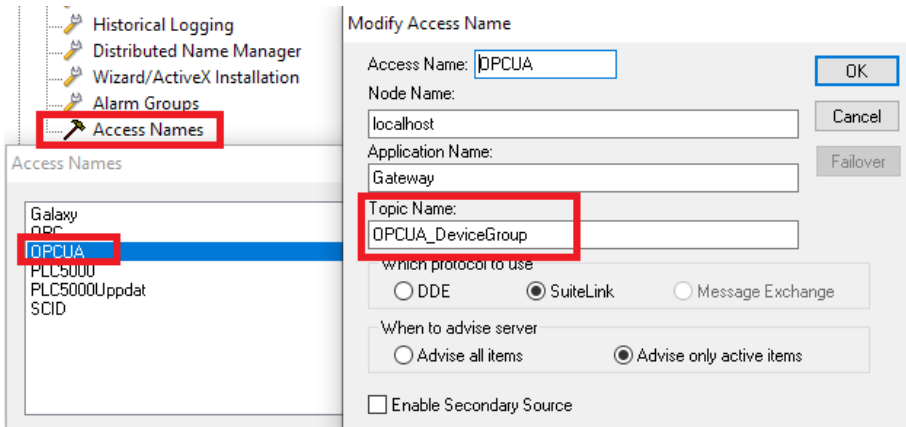 Historical Logging
Distributed Name Manager
Wizard/ActiveX Installation
Alarm Groups
Access Names
Access Names
Galaxy
OPC
OPCUA
PLC5000
PLC5000Uppdat
SCID
Modify Access Name
Access Name: OPCUA
OK
Node Name:
localhost
Cancel
Application Name:
Gateway
Failover
Topic Name:
OPCUA_DeviceGroup
Which protocol to use
DDE SuiteLink Message Exchange
When to advise server
Advise all items Advise only active items
Enable Secondary Source